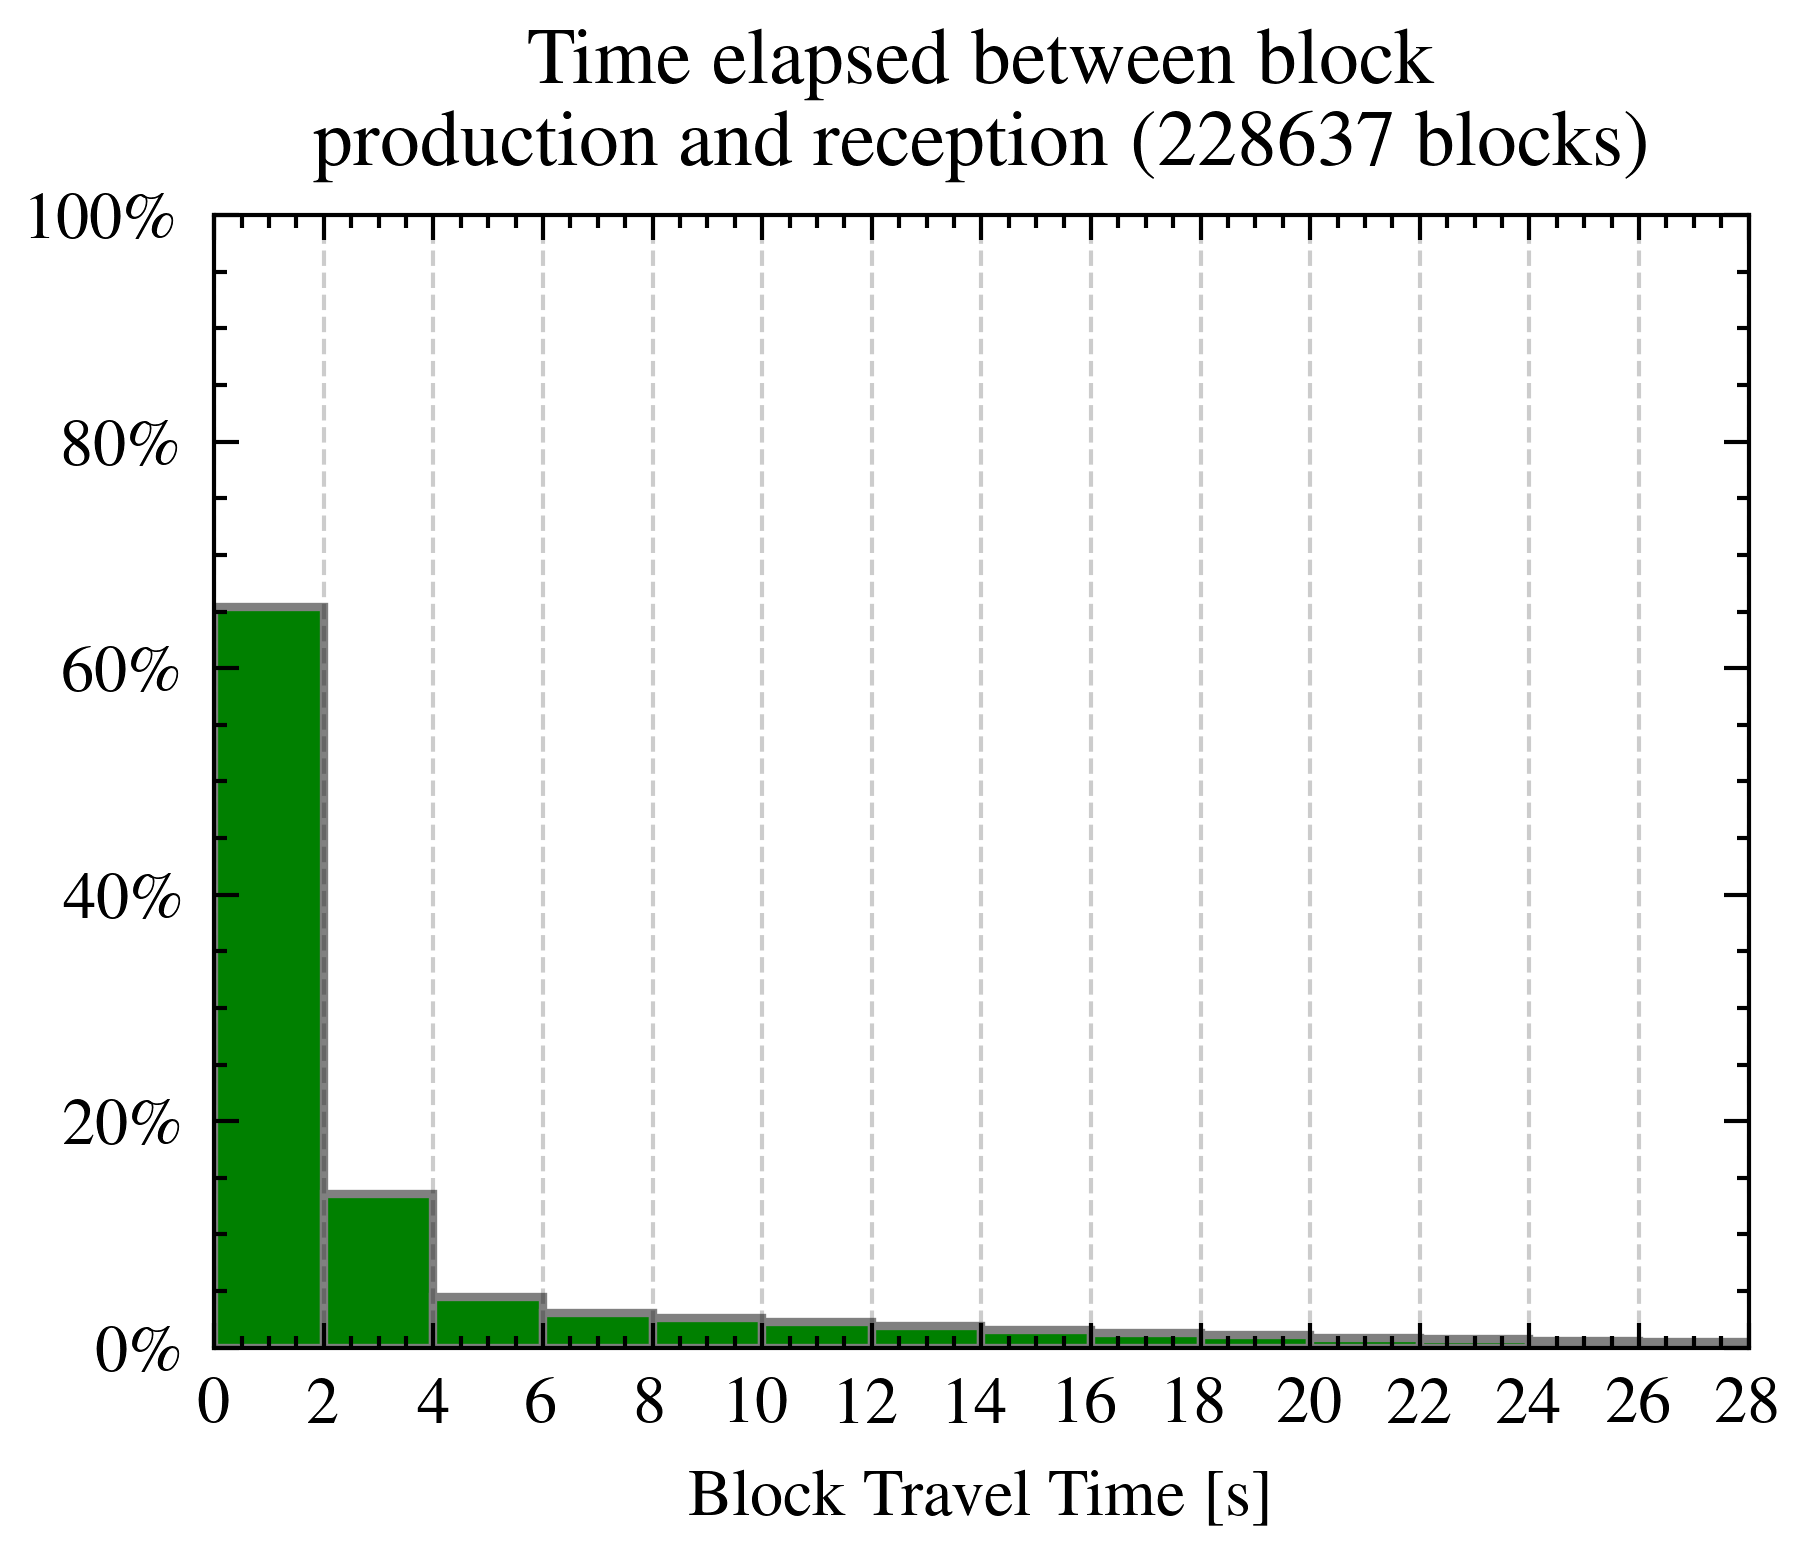 Time elapsed between block
production and reception (228637 blocks)
100%
80%
60%
40%
20%
0%
0 2 4 6 8 10 12 14 16 18 20 22 24 26 28
Block Travel Time [s]